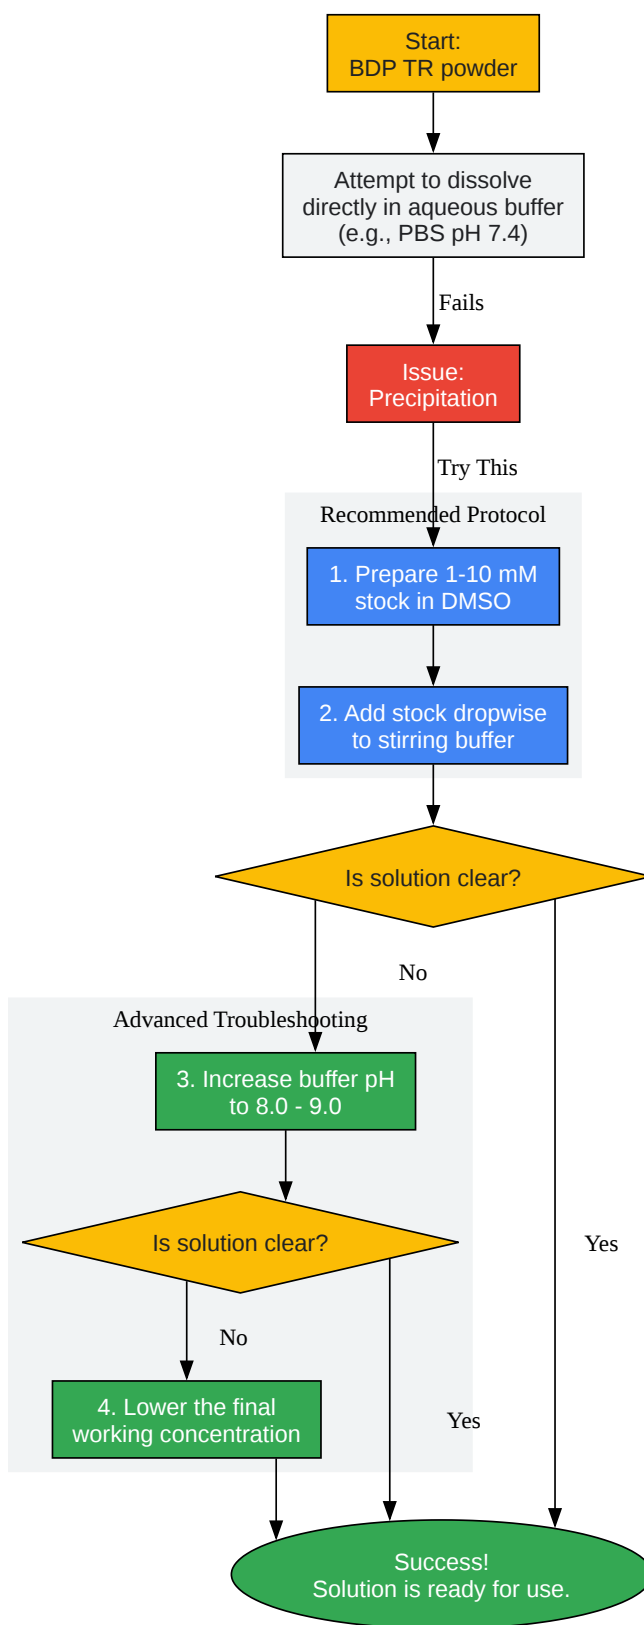 Start:
BDP TR powder
Attempt to dissolve
directly in aqueous buffer
(e.g., PBS pH 7.4)
Fails
Issue:
Precipitation
Try This
Recommended Protocol
1. Prepare 1-10 mM
stock in DMSO
2. Add stock dropwise
to stirring buffer
Is solution clear?
No
Advanced Troubleshooting
3. Increase buffer pH
to 8.0 - 9.0
Is solution clear?
Yes
No
4. Lower the final
working concentration
Yes
Success!
Solution is ready for use.